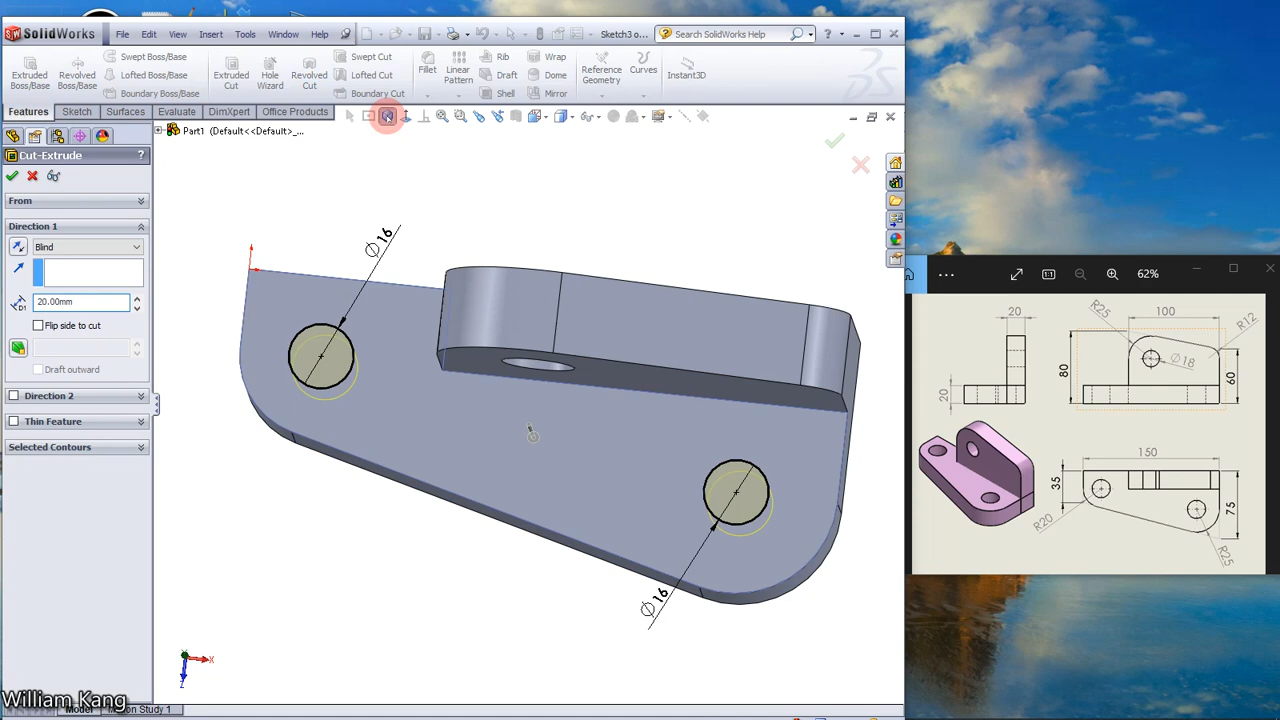 SolidWorks File Edit View Insert Tools Window Help Sketch3 o... Search SolidWorks Help
Extruded Boss/Base
Revolved Boss/Base
Swept Boss/Base
Lofted Boss/Base
Boundary Boss/Base
Extruded Cut
Hole Wizard
Revolved Cut
Swept Cut
Lofted Cut
Boundary Cut
Fillet
Linear Pattern
Rib
Draft
Shell
Wrap
Dome
Mirror
Reference Geometry
Curves
Instant3D
Features Sketch Surfaces Evaluate DimXpert Office Products
Part1 (Default<<Default>_...
Cut-Extrude ?
From
Direction 1
Blind
20.00mm
Flip side to cut
Draft outward
Direction 2
Thin Feature
Selected Contours
Ø16
Ø16
X
Z
William Kang
Model Motion Study 1
62%
20
R25
100
R12
Ø18
80
60
20
150
35
75
R20
R25